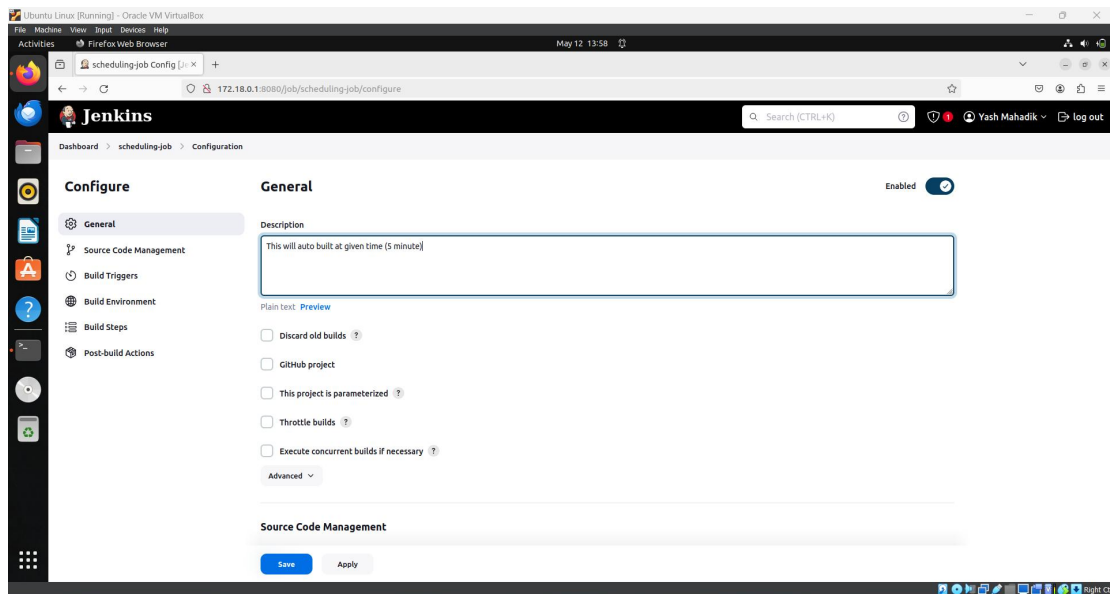 Ubuntu Linux [Running] - Oracle VM VirtualBox
File Machine View Input Devices Help
Activities Firefox Web Browser May 12 13:58
scheduling-job Config [Je
172.18.0.1:8080/job/scheduling-job/configure
Jenkins Search (CTRL+K) ? 1 Yash Mahadik log out
Dashboard > scheduling-job > Configuration
Configure
General
Source Code Management
Build Triggers
Build Environment
Build Steps
Post-build Actions
General Enabled
Description
This will auto built at given time (5 minute)
Plain text Preview
Discard old builds ?
GitHub project
This project is parameterized ?
Throttle builds ?
Execute concurrent builds if necessary ?
Advanced
Source Code Management
Save Apply
Right Ct